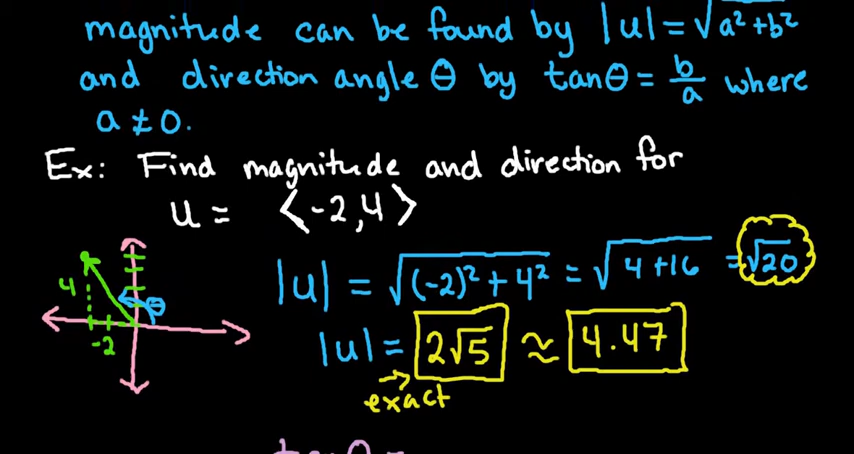 magnitude can be found by |u| = √a² + b²
and direction angle θ by tanθ = b/a where
a ≠ 0.
Ex: Find magnitude and direction for
u = ⟨-2, 4⟩
|u| = √(-2)² + 4² = √4 + 16 = √20
4
θ
-2
|u| = 2√5 ≈ 4.47
exact
tan θ =